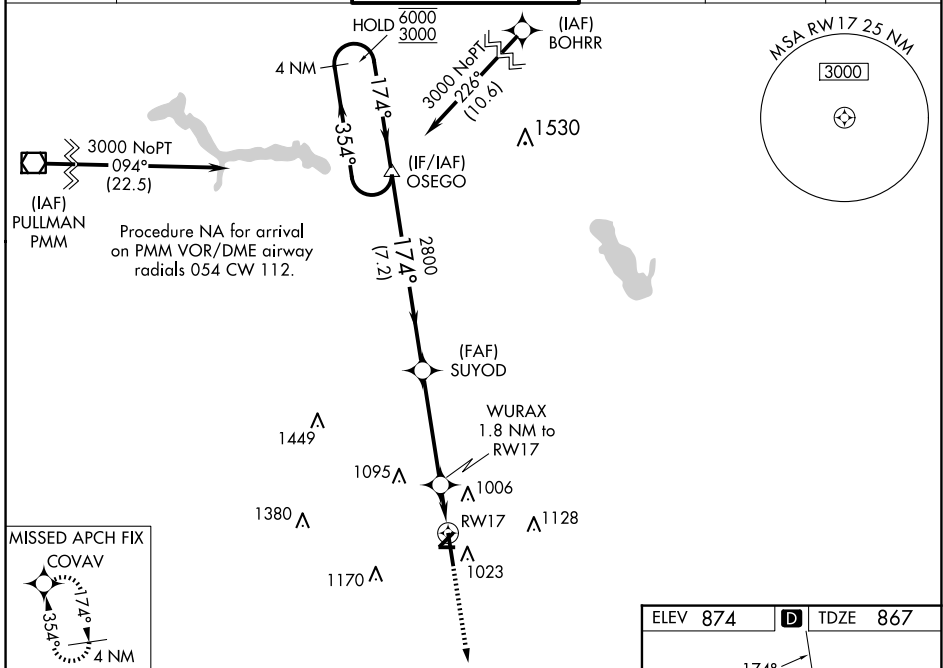 HOLD 6000
3000
4 NM
174°
354°
(IAF)
BOHRR
3000 NoPT
226°
(10.6)
MSA RW 17 25 NM
3000
1530
3000 NoPT
094°
(22.5)
(IAF)
PULLMAN
PMM
(IF/IAF)
OSEGO
Procedure NA for arrival
on PMM VOR/DME airway
radials 054 CW 112.
2800
174°
(7.2)
(FAF)
SUYOD
WURAX
1.8 NM to
RW17
1449
1095
1006
1380
RW17
1128
1023
1170
MISSED APCH FIX
COVAV
174°
354°
4 NM
ELEV 874 D TDZE 867
174°